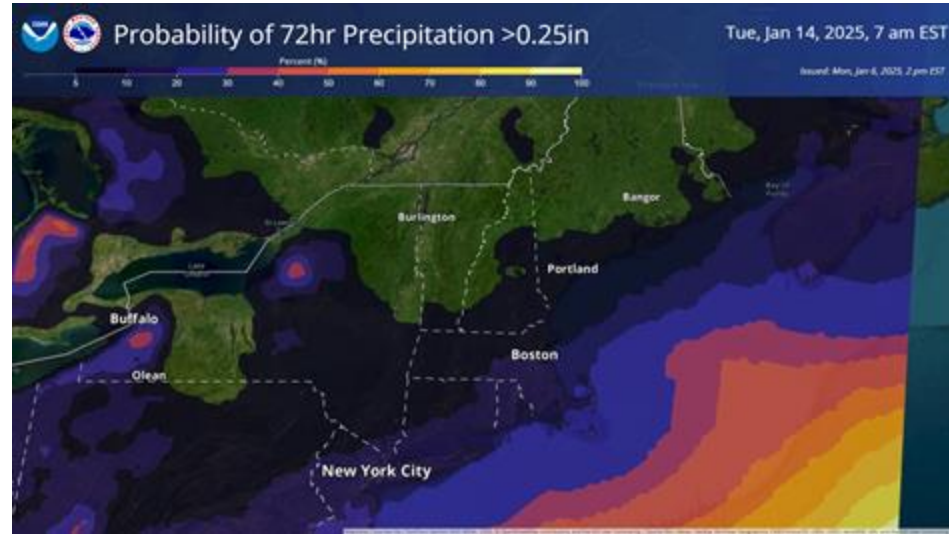 Probability of 72hr Precipitation >0.25in
Tue, Jan 14, 2025, 7 am EST
Issued: Mon, Jan 6, 2025, 2 pm EST
Percent (%)
5 10 20 30 40 50 60 70 80 90 100
Bangor
Burlington
Portland
Buffalo
Boston
Olean
New York City